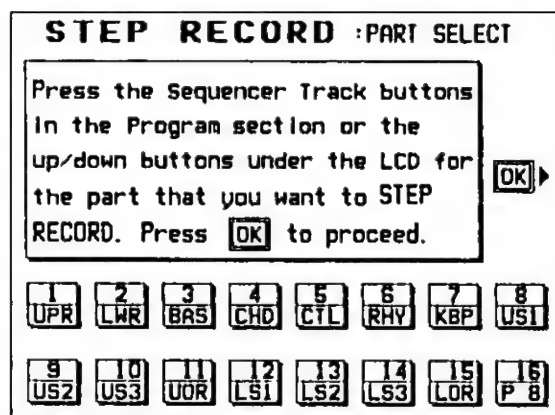 STEP RECORD :PART SELECT
Press the Sequencer Track buttons
in the Program section or the
up/down buttons under the LCD for
the part that you want to STEP
RECORD. Press OK to proceed.
OK
1 2 3 4 5 6 7 8
UPR LWR BAS CHD CTL RHY KBP US1
9 10 11 12 13 14 15 16
US2 US3 UOR LS1 LS2 LS3 LOR P 8